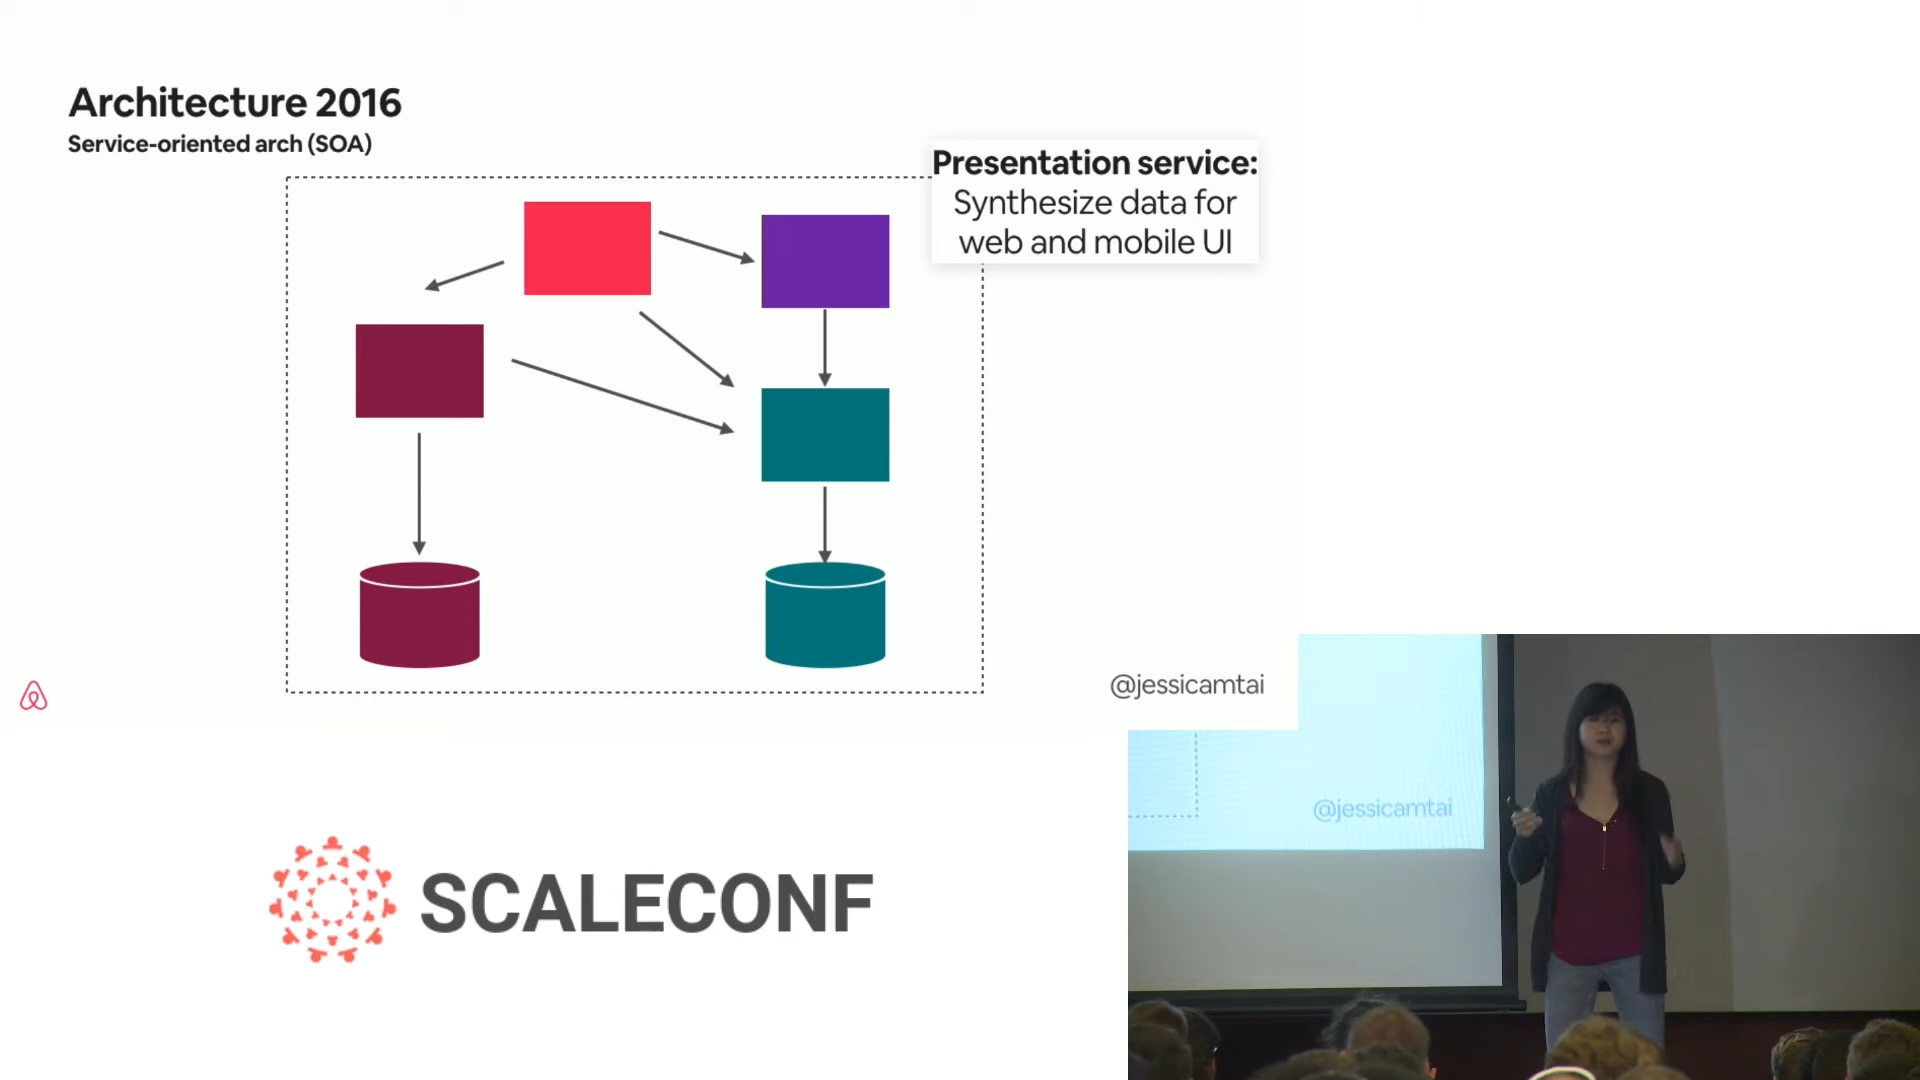 Architecture 2016
Service-oriented arch (SOA)
Presentation service:
Synthesize data for
web and mobile UI
@jessicamtai
@jessicamtai
SCALECONF